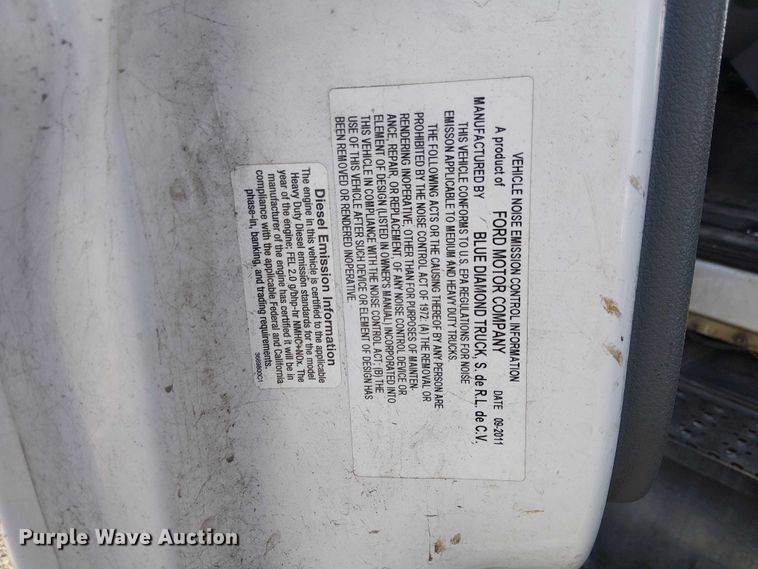 VEHICLE NOISE EMISSION CONTROL INFORMATION
A product of FORD MOTOR COMPANY DATE 09-2011
MANUFACTURED BY BLUE DIAMOND TRUCK, S. de R.L. de C.V.
THIS VEHICLE CONFORMS TO U.S. EPA REGULATIONS FOR NOISE
EMISSON APPLICABLE TO MEDIUM AND HEAVY DUTY TRUCKS
THE FOLLOWING ACTS OR THE CAUSING THEREOF BY ANY PERSON ARE
PROHIBITED BY THE NOISE CONTROL ACT OF 1972: (A) THE REMOVAL OR
RENDERING INOPERATIVE, OTHER THAN FOR PURPOSES OF MAINTEN-
ANCE, REPAIR, OR REPLACEMENT, OF ANY NOISE CONTROL DEVICE OR
ELEMENT OF DESIGN (LISTED IN OWNER'S MANUAL) INCORPORATED INTO
THIS VEHICLE IN COMPLIANCE WITH THE NOISE CONTROL ACT; (B) THE
USE OF THIS VEHICLE AFTER SUCH DEVICE OR ELEMENT OF DESIGN HAS
BEEN REMOVED OR RENDERED INOPERATIVE.
Diesel Emission Information
The engine in this vehicle is certified to the applicable
Heavy Duty Diesel emission standards for the model
year of the engine; FEL 2.0 g/bhp-hr NMHC+NOx. The
manufacturer of the engine has certified it will be in
compliance with the applicable Federal and California
phase-in, banking, and trading requirements.
Purple Wave Auction